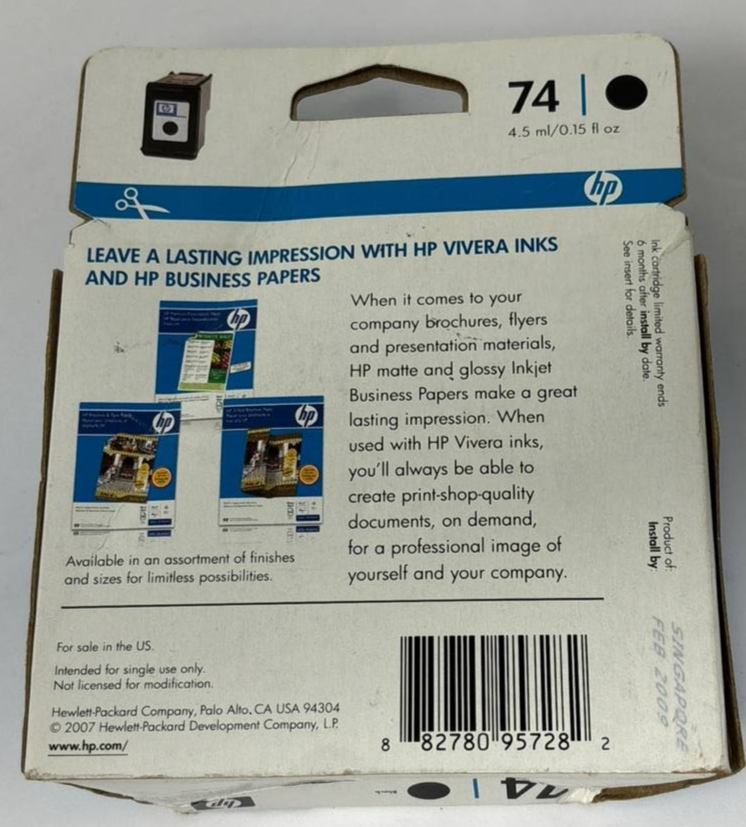 74
4.5 ml/0.15 fl oz
hp
LEAVE A LASTING IMPRESSION WITH HP VIVERA INKS
AND HP BUSINESS PAPERS
hp
hp
hp
When it comes to your
company brochures, flyers
and presentation materials,
HP matte and glossy Inkjet
Business Papers make a great
lasting impression. When
used with HP Vivera inks,
you'll always be able to
create print-shop-quality
documents, on demand,
for a professional image of
yourself and your company.
Available in an assortment of finishes
and sizes for limitless possibilities.
Ink cartridge limited warranty ends
6 months after install by date.
See insert for details.
Product of:
Install by:
SINGAPORE
FEB 2009
For sale in the US.
Intended for single use only.
Not licensed for modification.
Hewlett-Packard Company, Palo Alto, CA USA 94304
© 2007 Hewlett-Packard Development Company, L.P.
www.hp.com/
8 82780 95728 2
hp
Black
74